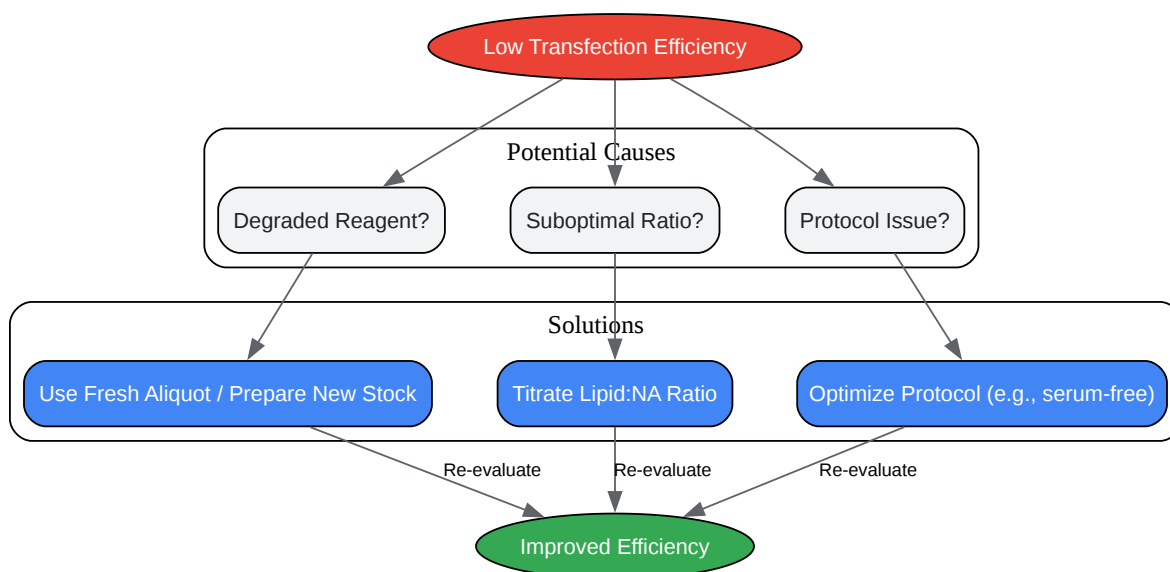 Low Transfection Efficiency
Potential Causes
Degraded Reagent?
Suboptimal Ratio?
Protocol Issue?
Solutions
Use Fresh Aliquot / Prepare New Stock
Titrate Lipid:NA Ratio
Optimize Protocol (e.g., serum-free)
Re-evaluate
Re-evaluate
Re-evaluate
Improved Efficiency